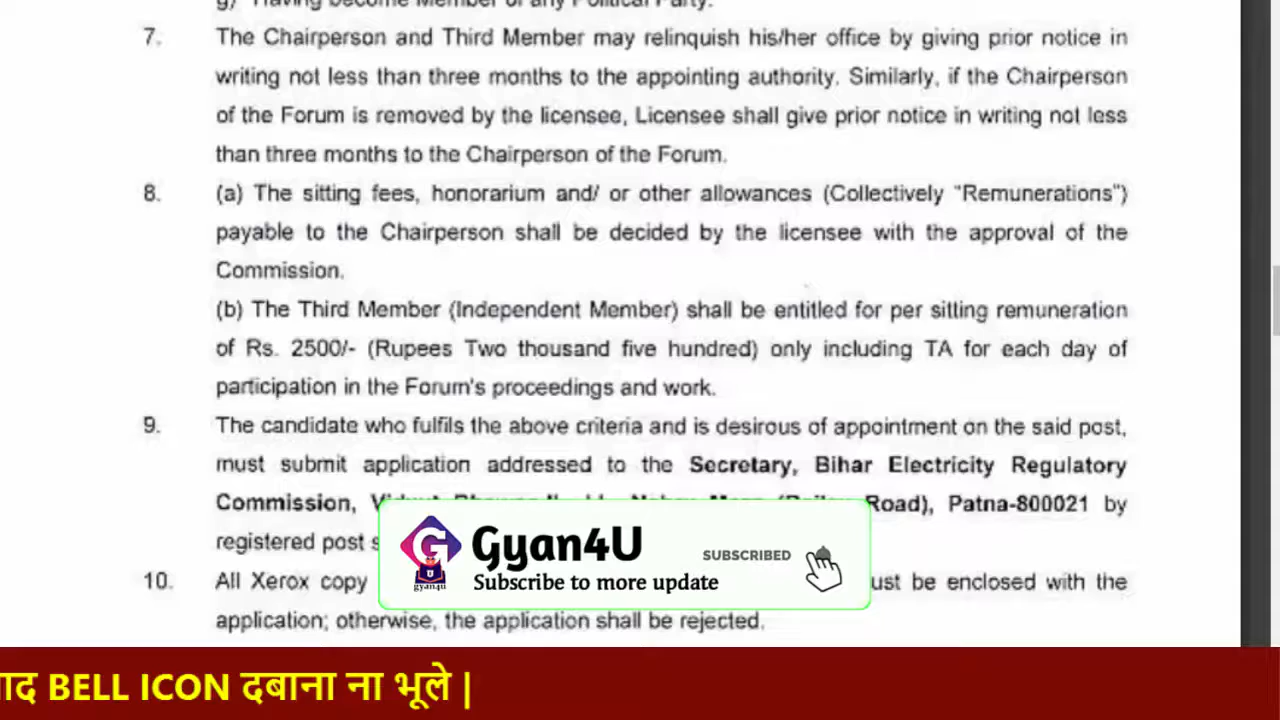 g) Having become Member of any Political Party.
7. The Chairperson and Third Member may relinquish his/her office by giving prior notice in
writing not less than three months to the appointing authority. Similarly, if the Chairperson
of the Forum is removed by the licensee, Licensee shall give prior notice in writing not less
than three months to the Chairperson of the Forum.
8. (a) The sitting fees, honorarium and/ or other allowances (Collectively "Remunerations")
payable to the Chairperson shall be decided by the licensee with the approval of the
Commission.
(b) The Third Member (Independent Member) shall be entitled for per sitting remuneration
of Rs. 2500/- (Rupees Two thousand five hundred) only including TA for each day of
participation in the Forum's proceedings and work.
9. The candidate who fulfils the above criteria and is desirous of appointment on the said post,
must submit application addressed to the Secretary, Bihar Electricity Regulatory
Commission, Road), Patna-800021 by
registered post
10. All Xerox copy be enclosed with the
application; otherwise, the application shall be rejected.
Gyan4U
SUBSCRIBED
Subscribe to more update
gyan4u
BELL ICON दबाना ना भूले |